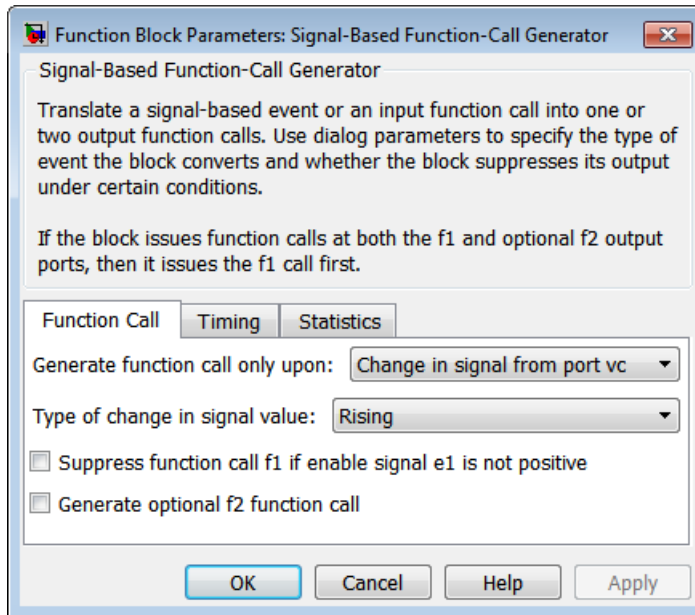 Function Block Parameters: Signal-Based Function-Call Generator
Signal-Based Function-Call Generator
Translate a signal-based event or an input function call into one or
two output function calls. Use dialog parameters to specify the type of
event the block converts and whether the block suppresses its output
under certain conditions.
If the block issues function calls at both the f1 and optional f2 output
ports, then it issues the f1 call first.
Function Call Timing Statistics
Generate function call only upon: Change in signal from port vc
Type of change in signal value: Rising
Suppress function call f1 if enable signal e1 is not positive
Generate optional f2 function call
OK Cancel Help Apply